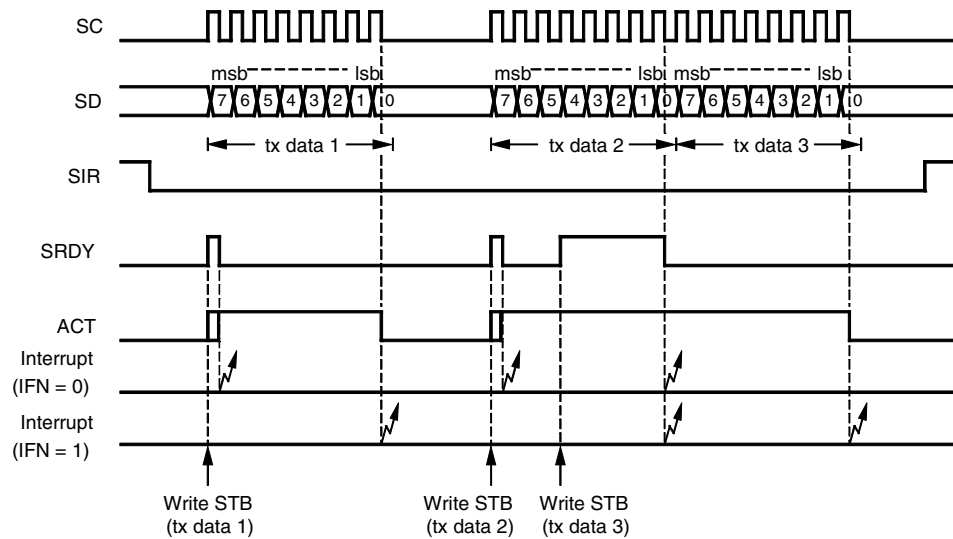 SC
msb lsb msb lsb msb lsb
SD 7 6 5 4 3 2 1 0 7 6 5 4 3 2 1 0 7 6 5 4 3 2 1 0
tx data 1 tx data 2 tx data 3
SIR
SRDY
ACT
Interrupt
(IFN = 0)
Interrupt
(IFN = 1)
Write STB
(tx data 1)
Write STB
(tx data 2)
Write STB
(tx data 3)